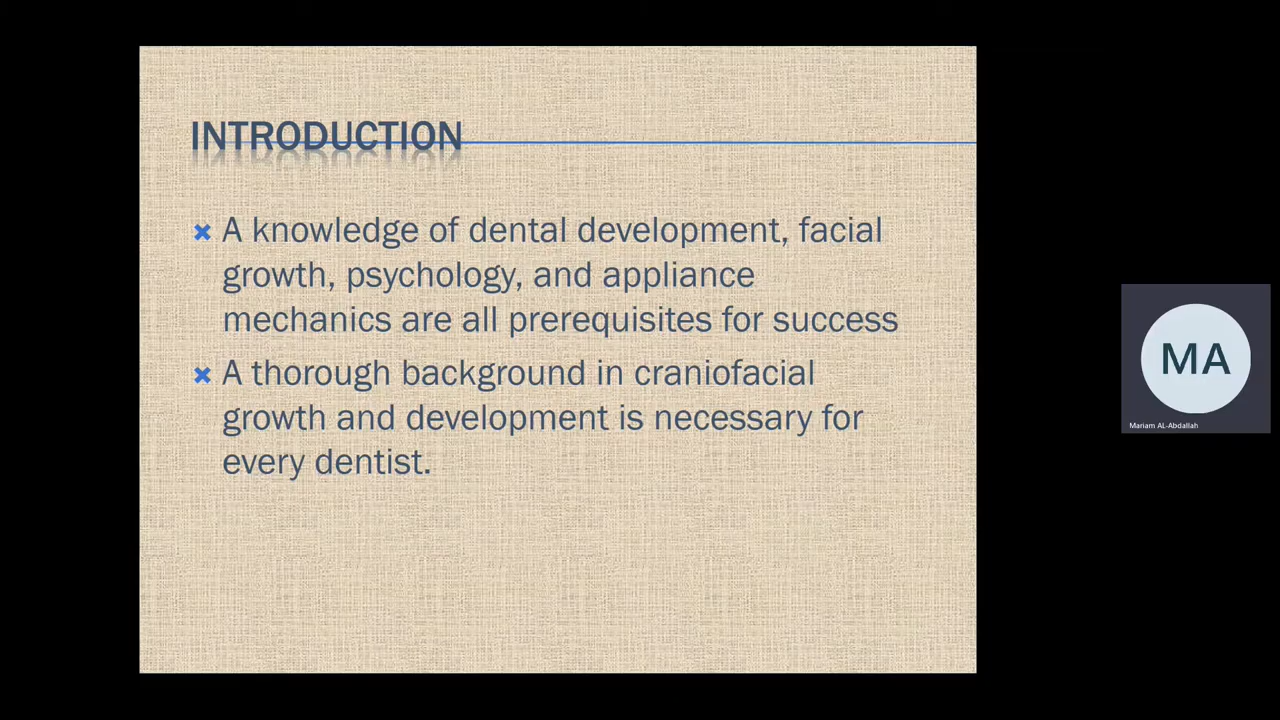 INTRODUCTION
A knowledge of dental development, facial
growth, psychology, and appliance
mechanics are all prerequisites for success
A thorough background in craniofacial
growth and development is necessary for
every dentist.
MA
Mariam AL-Abdallah